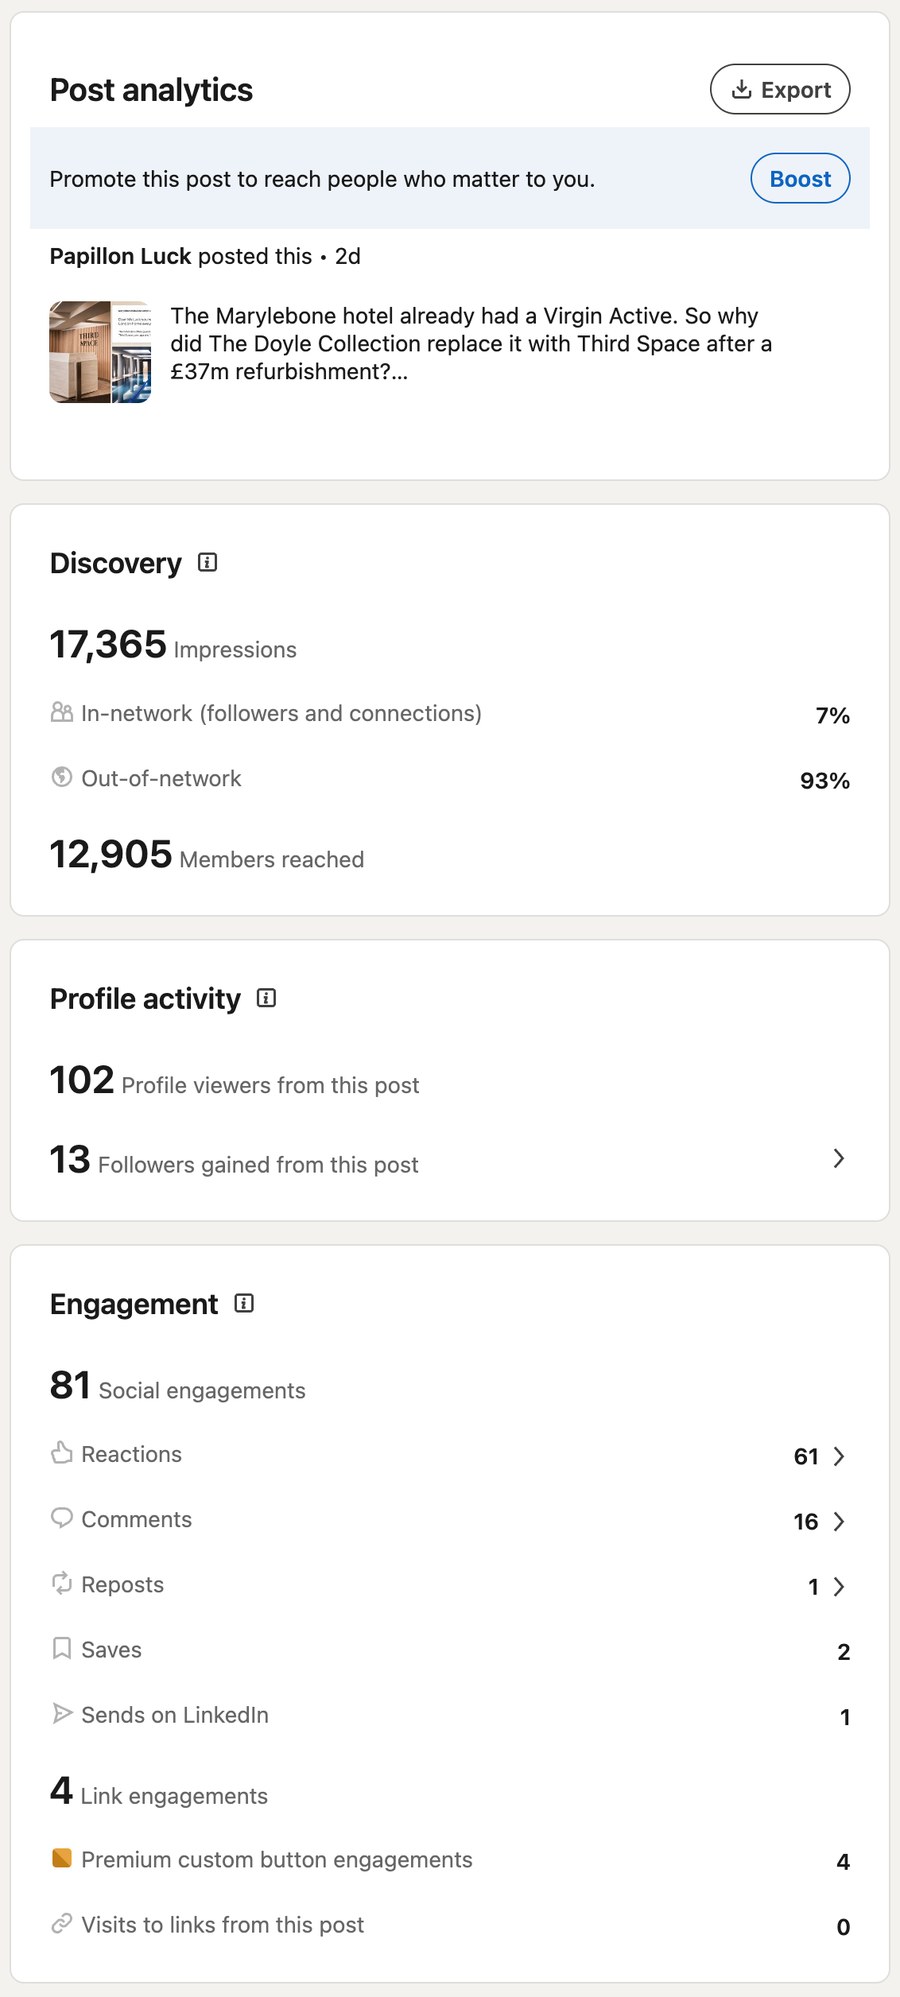 Post analytics
Export
Promote this post to reach people who matter to you.
Boost
Papillon Luck posted this • 2d
THIRD
SPACE
The Marylebone hotel already had a Virgin Active. So why
did The Doyle Collection replace it with Third Space after a
£37m refurbishment?...
Discovery
17,365 Impressions
In-network (followers and connections) 7%
Out-of-network 93%
12,905 Members reached
Profile activity
102 Profile viewers from this post
13 Followers gained from this post
Engagement
81 Social engagements
Reactions 61
Comments 16
Reposts 1
Saves 2
Sends on LinkedIn 1
4 Link engagements
Premium custom button engagements 4
Visits to links from this post 0